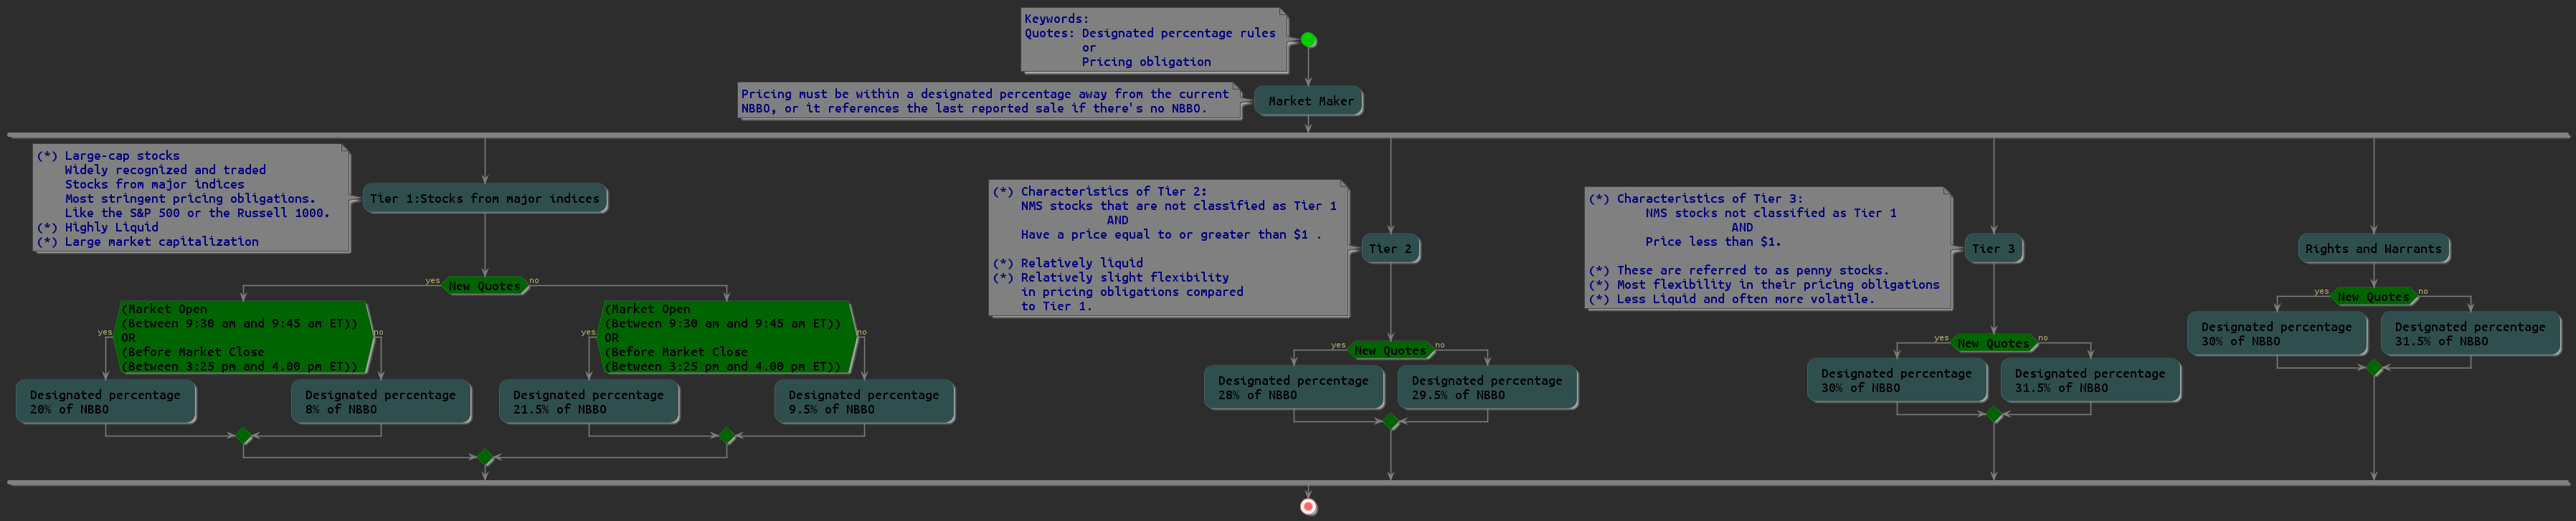 Keywords:
Quotes: Designated percentage rules
or
Pricing obligation
Pricing must be within a designated percentage away from the current
NBBO, or it references the last reported sale if there's no NBBO.
Market Maker
(*) Large-cap stocks
Widely recognized and traded
Stocks from major indices
Most stringent pricing obligations.
Like the S&P 500 or the Russell 1000.
(*) Highly Liquid
(*) Large market capitalization
Tier 1:Stocks from major indices
yes
New Quotes
no
(Market Open
(Between 9:30 am and 9:45 am ET))
OR
(Before Market Close
(Between 3:25 pm and 4.00 pm ET))
yes
no
Designated percentage
20% of NBBO
Designated percentage
8% of NBBO
(Market Open
(Between 9:30 am and 9:45 am ET))
OR
(Before Market Close
(Between 3:25 pm and 4.00 pm ET))
yes
no
Designated percentage
21.5% of NBBO
Designated percentage
9.5% of NBBO
(*) Characteristics of Tier 2:
NMS stocks that are not classified as Tier 1
AND
Have a price equal to or greater than $1 .
(*) Relatively liquid
(*) Relatively slight flexibility
in pricing obligations compared
to Tier 1.
Tier 2
yes
New Quotes
no
Designated percentage
28% of NBBO
Designated percentage
29.5% of NBBO
(*) Characteristics of Tier 3:
NMS stocks not classified as Tier 1
AND
Price less than $1.
(*) These are referred to as penny stocks.
(*) Most flexibility in their pricing obligations
(*) Less Liquid and often more volatile.
Tier 3
yes
New Quotes
no
Designated percentage
30% of NBBO
Designated percentage
31.5% of NBBO
Rights and Warrants
yes
New Quotes
no
Designated percentage
30% of NBBO
Designated percentage
31.5% of NBBO